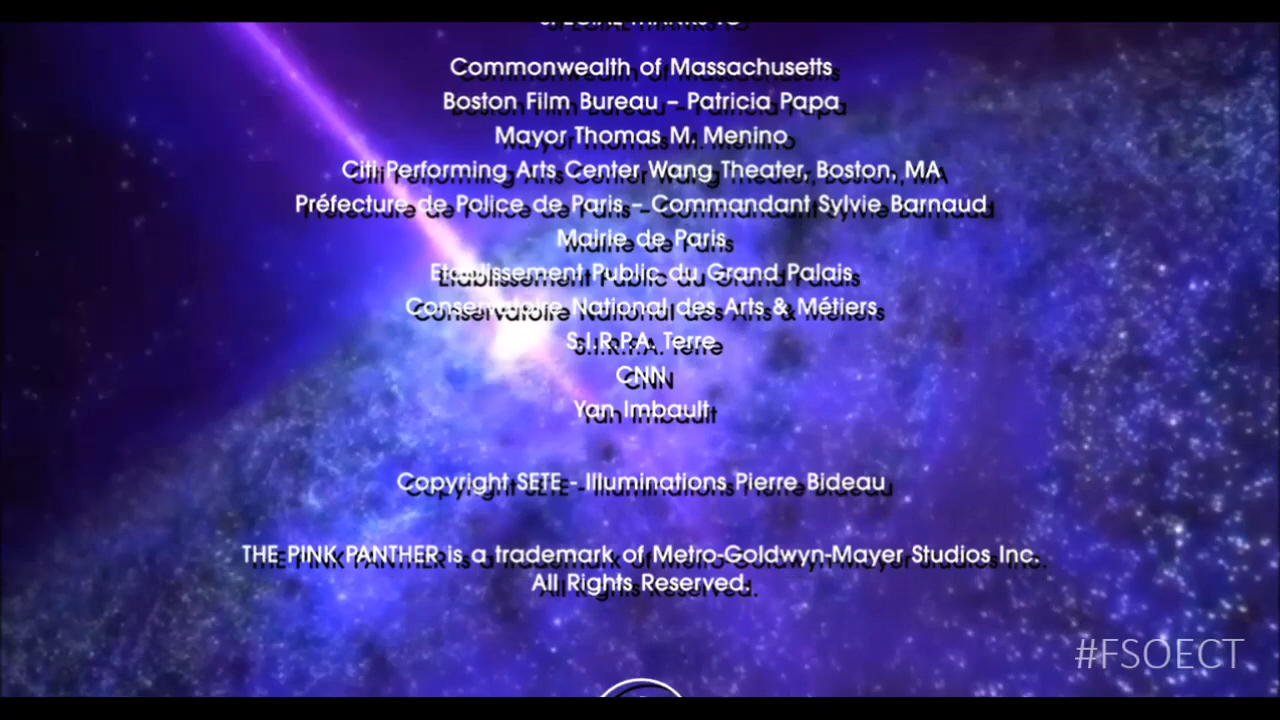 SPECIAL THANKS TO
Commonwealth of Massachusetts
Boston Film Bureau – Patricia Papa
Mayor Thomas M. Menino
Citi Performing Arts Center Wang Theater, Boston, MA
Préfecture de Police de Paris – Commandant Sylvie Barnaud
Mairie de Paris
Etablissement Public du Grand Palais
Conservatoire National des Arts & Métiers
S.I.R.P.A. Terre
CNN
Yan Imbault
Copyright SETE - Illuminations Pierre Bideau
THE PINK PANTHER is a trademark of Metro-Goldwyn-Mayer Studios Inc.
All Rights Reserved.
#FSOECT